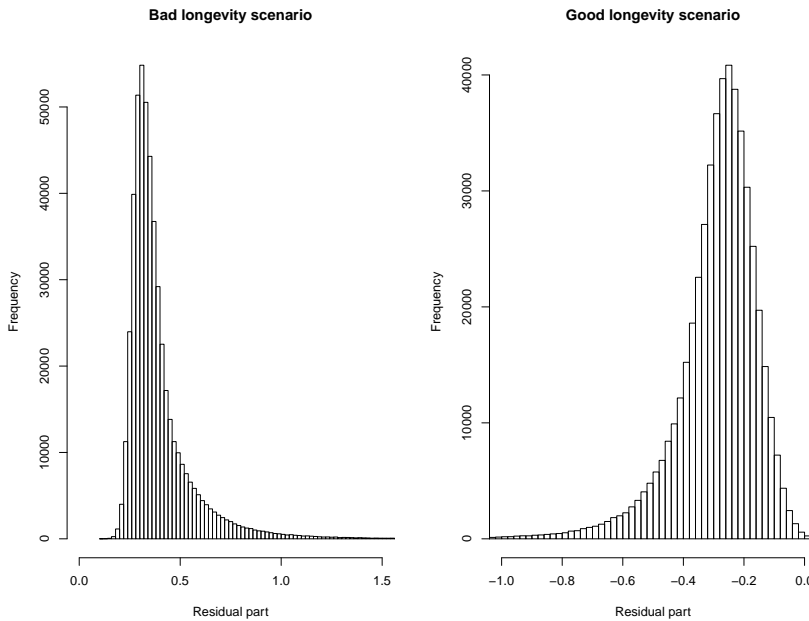 Bad longevity scenario
Frequency
50000
40000
30000
20000
10000
0
0.0 0.5 1.0 1.5
Residual part
Good longevity scenario
Frequency
40000
30000
20000
10000
0
−1.0 −0.8 −0.6 −0.4 −0.2 0.0
Residual part